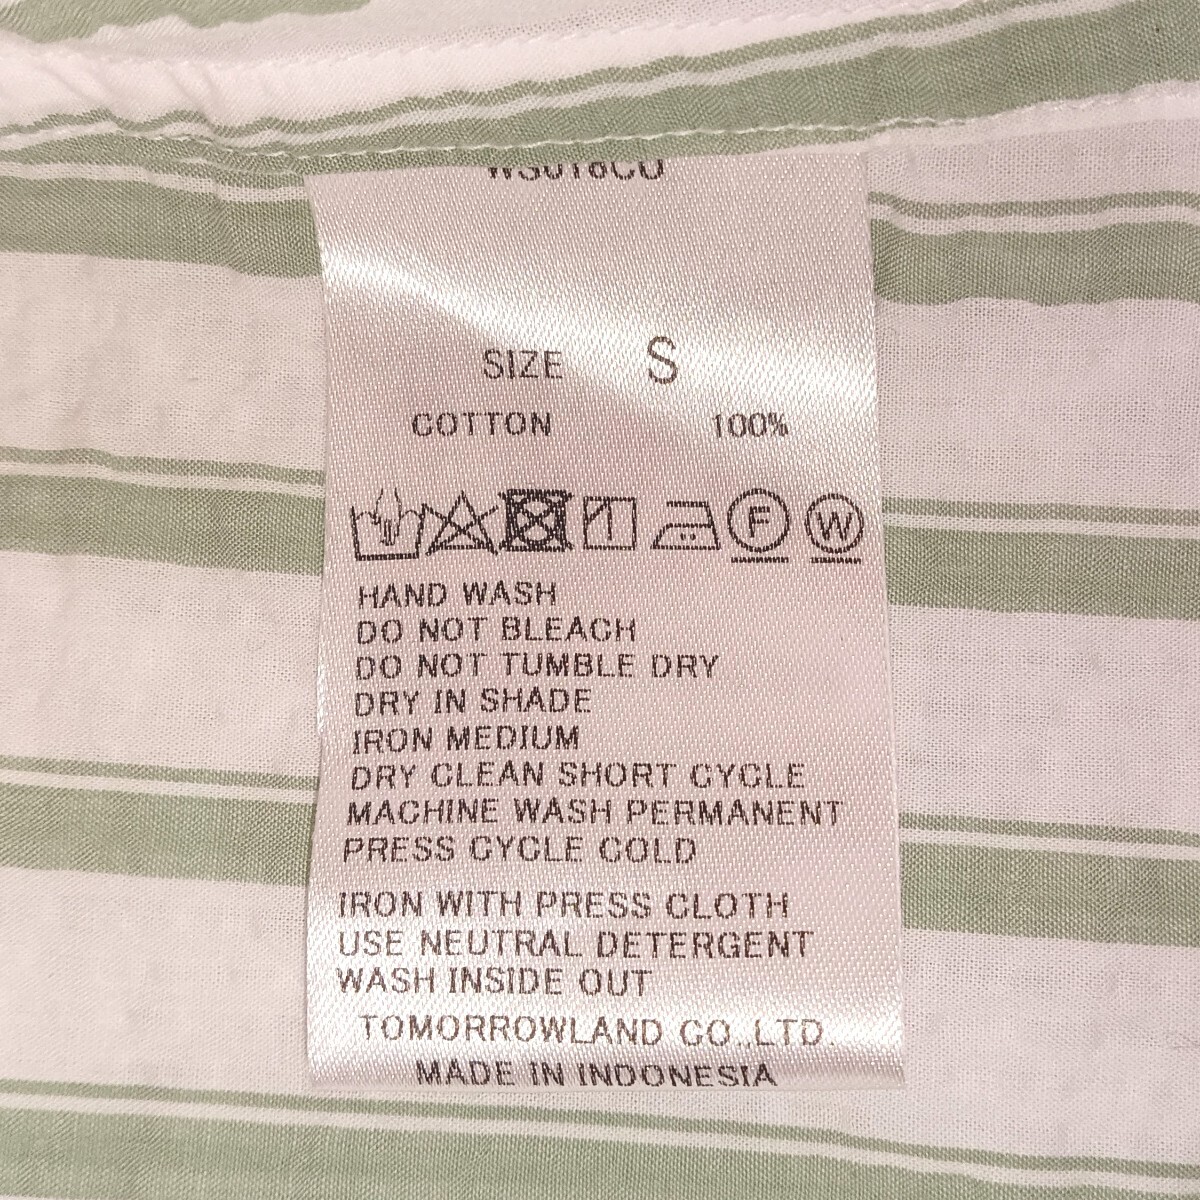 WS018CU
SIZE S
COTTON 100%
F W
HAND WASH
DO NOT BLEACH
DO NOT TUMBLE DRY
DRY IN SHADE
IRON MEDIUM
DRY CLEAN SHORT CYCLE
MACHINE WASH PERMANENT
PRESS CYCLE COLD
IRON WITH PRESS CLOTH
USE NEUTRAL DETERGENT
WASH INSIDE OUT
TOMORROWLAND CO.,LTD.
MADE IN INDONESIA